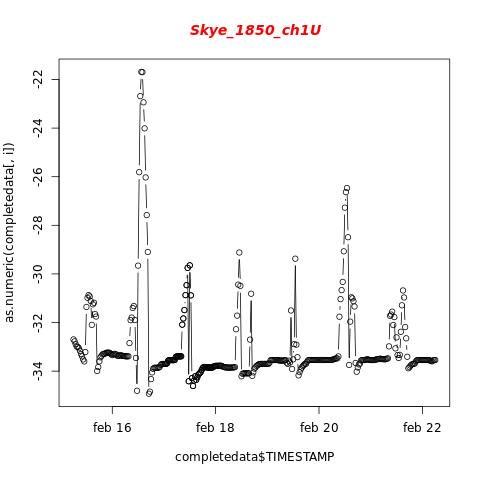 Skye_1850_ch1U
as.numeric(completedata[, i])
-22
-24
-26
-28
-30
-32
-34
feb 16
feb 18
feb 20
feb 22
completedata$TIMESTAMP